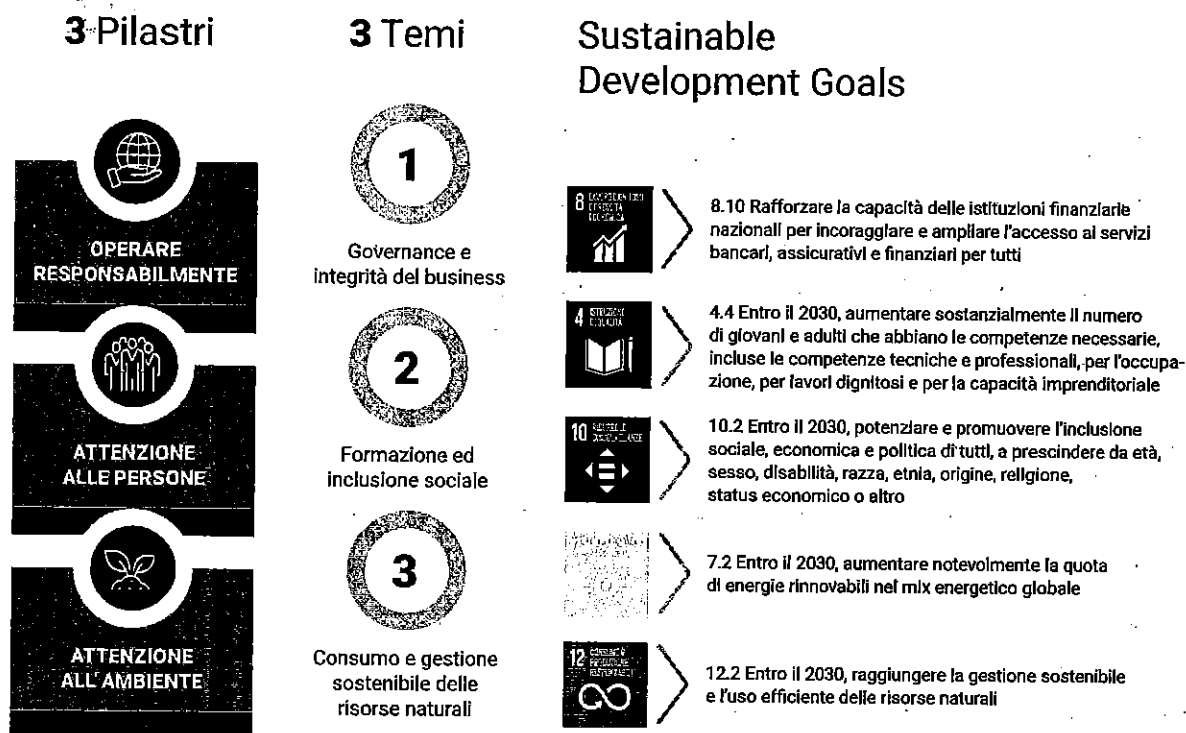 3 Pilastri
OPERARE
RESPONSABILMENTE
ATTENZIONE
ALLE PERSONE
ATTENZIONE
ALL'AMBIENTE
3 Temi
1
Governance e
integrità del business
2
Formazione ed
inclusione sociale
3
Consumo e gestione
sostenibile delle
risorse naturali
Sustainable
Development Goals
8
8.10 Rafforzare la capacità delle istituzioni finanziarie
nazionali per incoraggiare e ampliare l'accesso ai servizi
bancari, assicurativi e finanziari per tutti
4 ISTRUZIONE
DI QUALITÀ
4.4 Entro il 2030, aumentare sostanzialmente il numero
di giovani e adulti che abbiano le competenze necessarie,
incluse le competenze tecniche e professionali, per l'occupa-
zione, per lavori dignitosi e per la capacità imprenditoriale
10
10.2 Entro il 2030, potenziare e promuovere l'inclusione
sociale, economica e politica di tutti, a prescindere da età,
sesso, disabilità, razza, etnia, origine, religione,
status economico o altro
7.2 Entro il 2030, aumentare notevolmente la quota
di energie rinnovabili nel mix energetico globale
12
12.2 Entro il 2030, raggiungere la gestione sostenibile
e l'uso efficiente delle risorse naturali